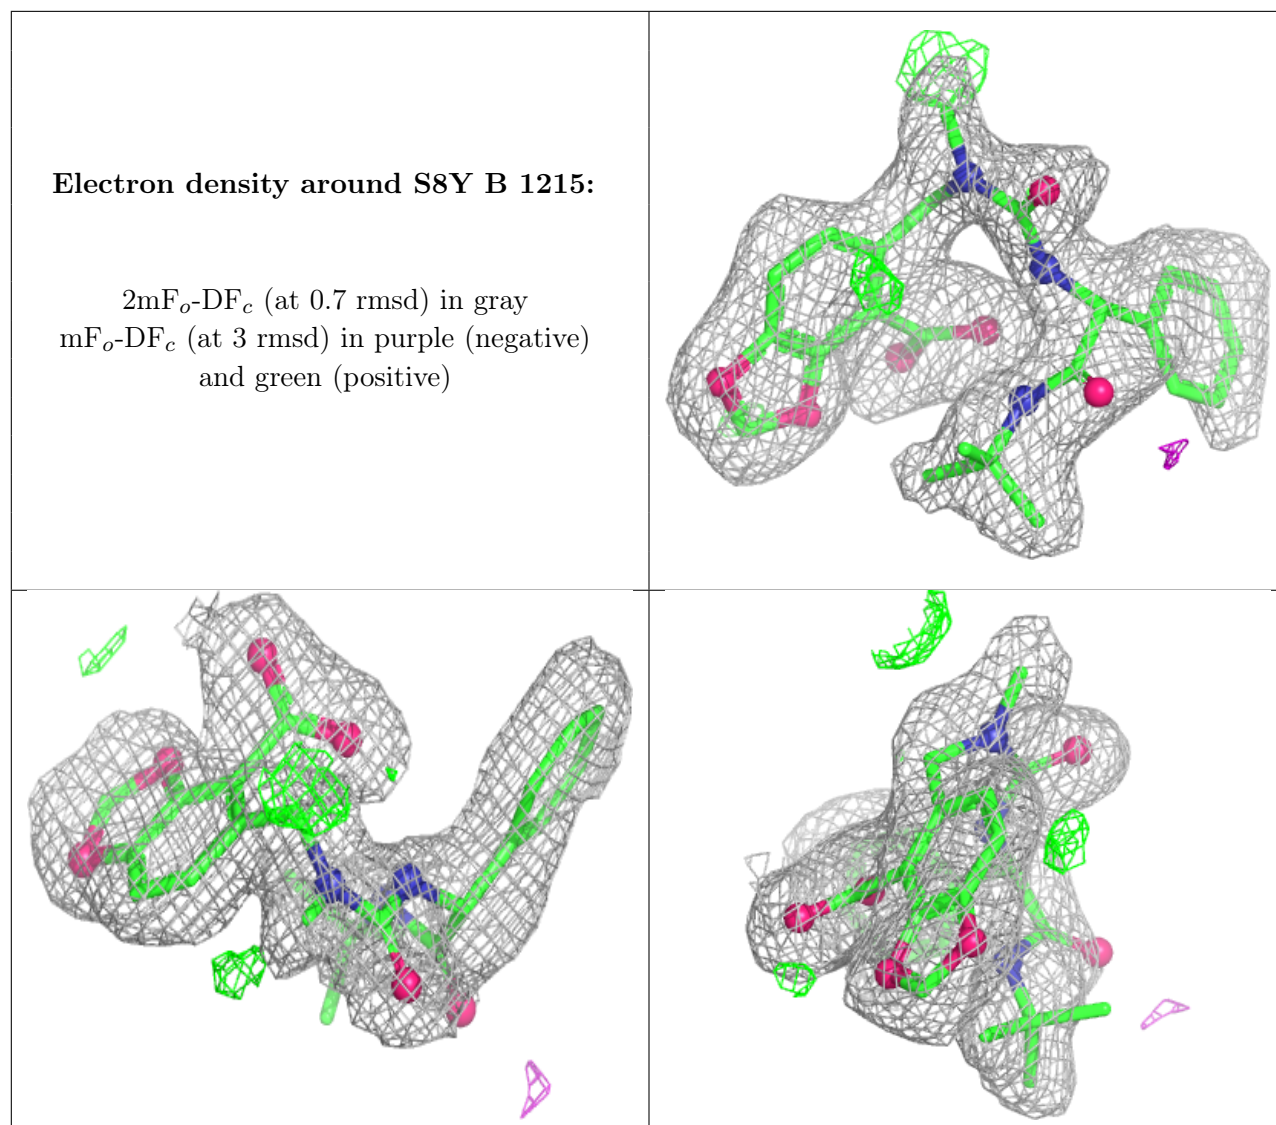 Electron density around S8Y B 1215:
2mFₒ-DF𝒸 (at 0.7 rmsd) in gray
mFₒ-DF𝒸 (at 3 rmsd) in purple (negative)
and green (positive)